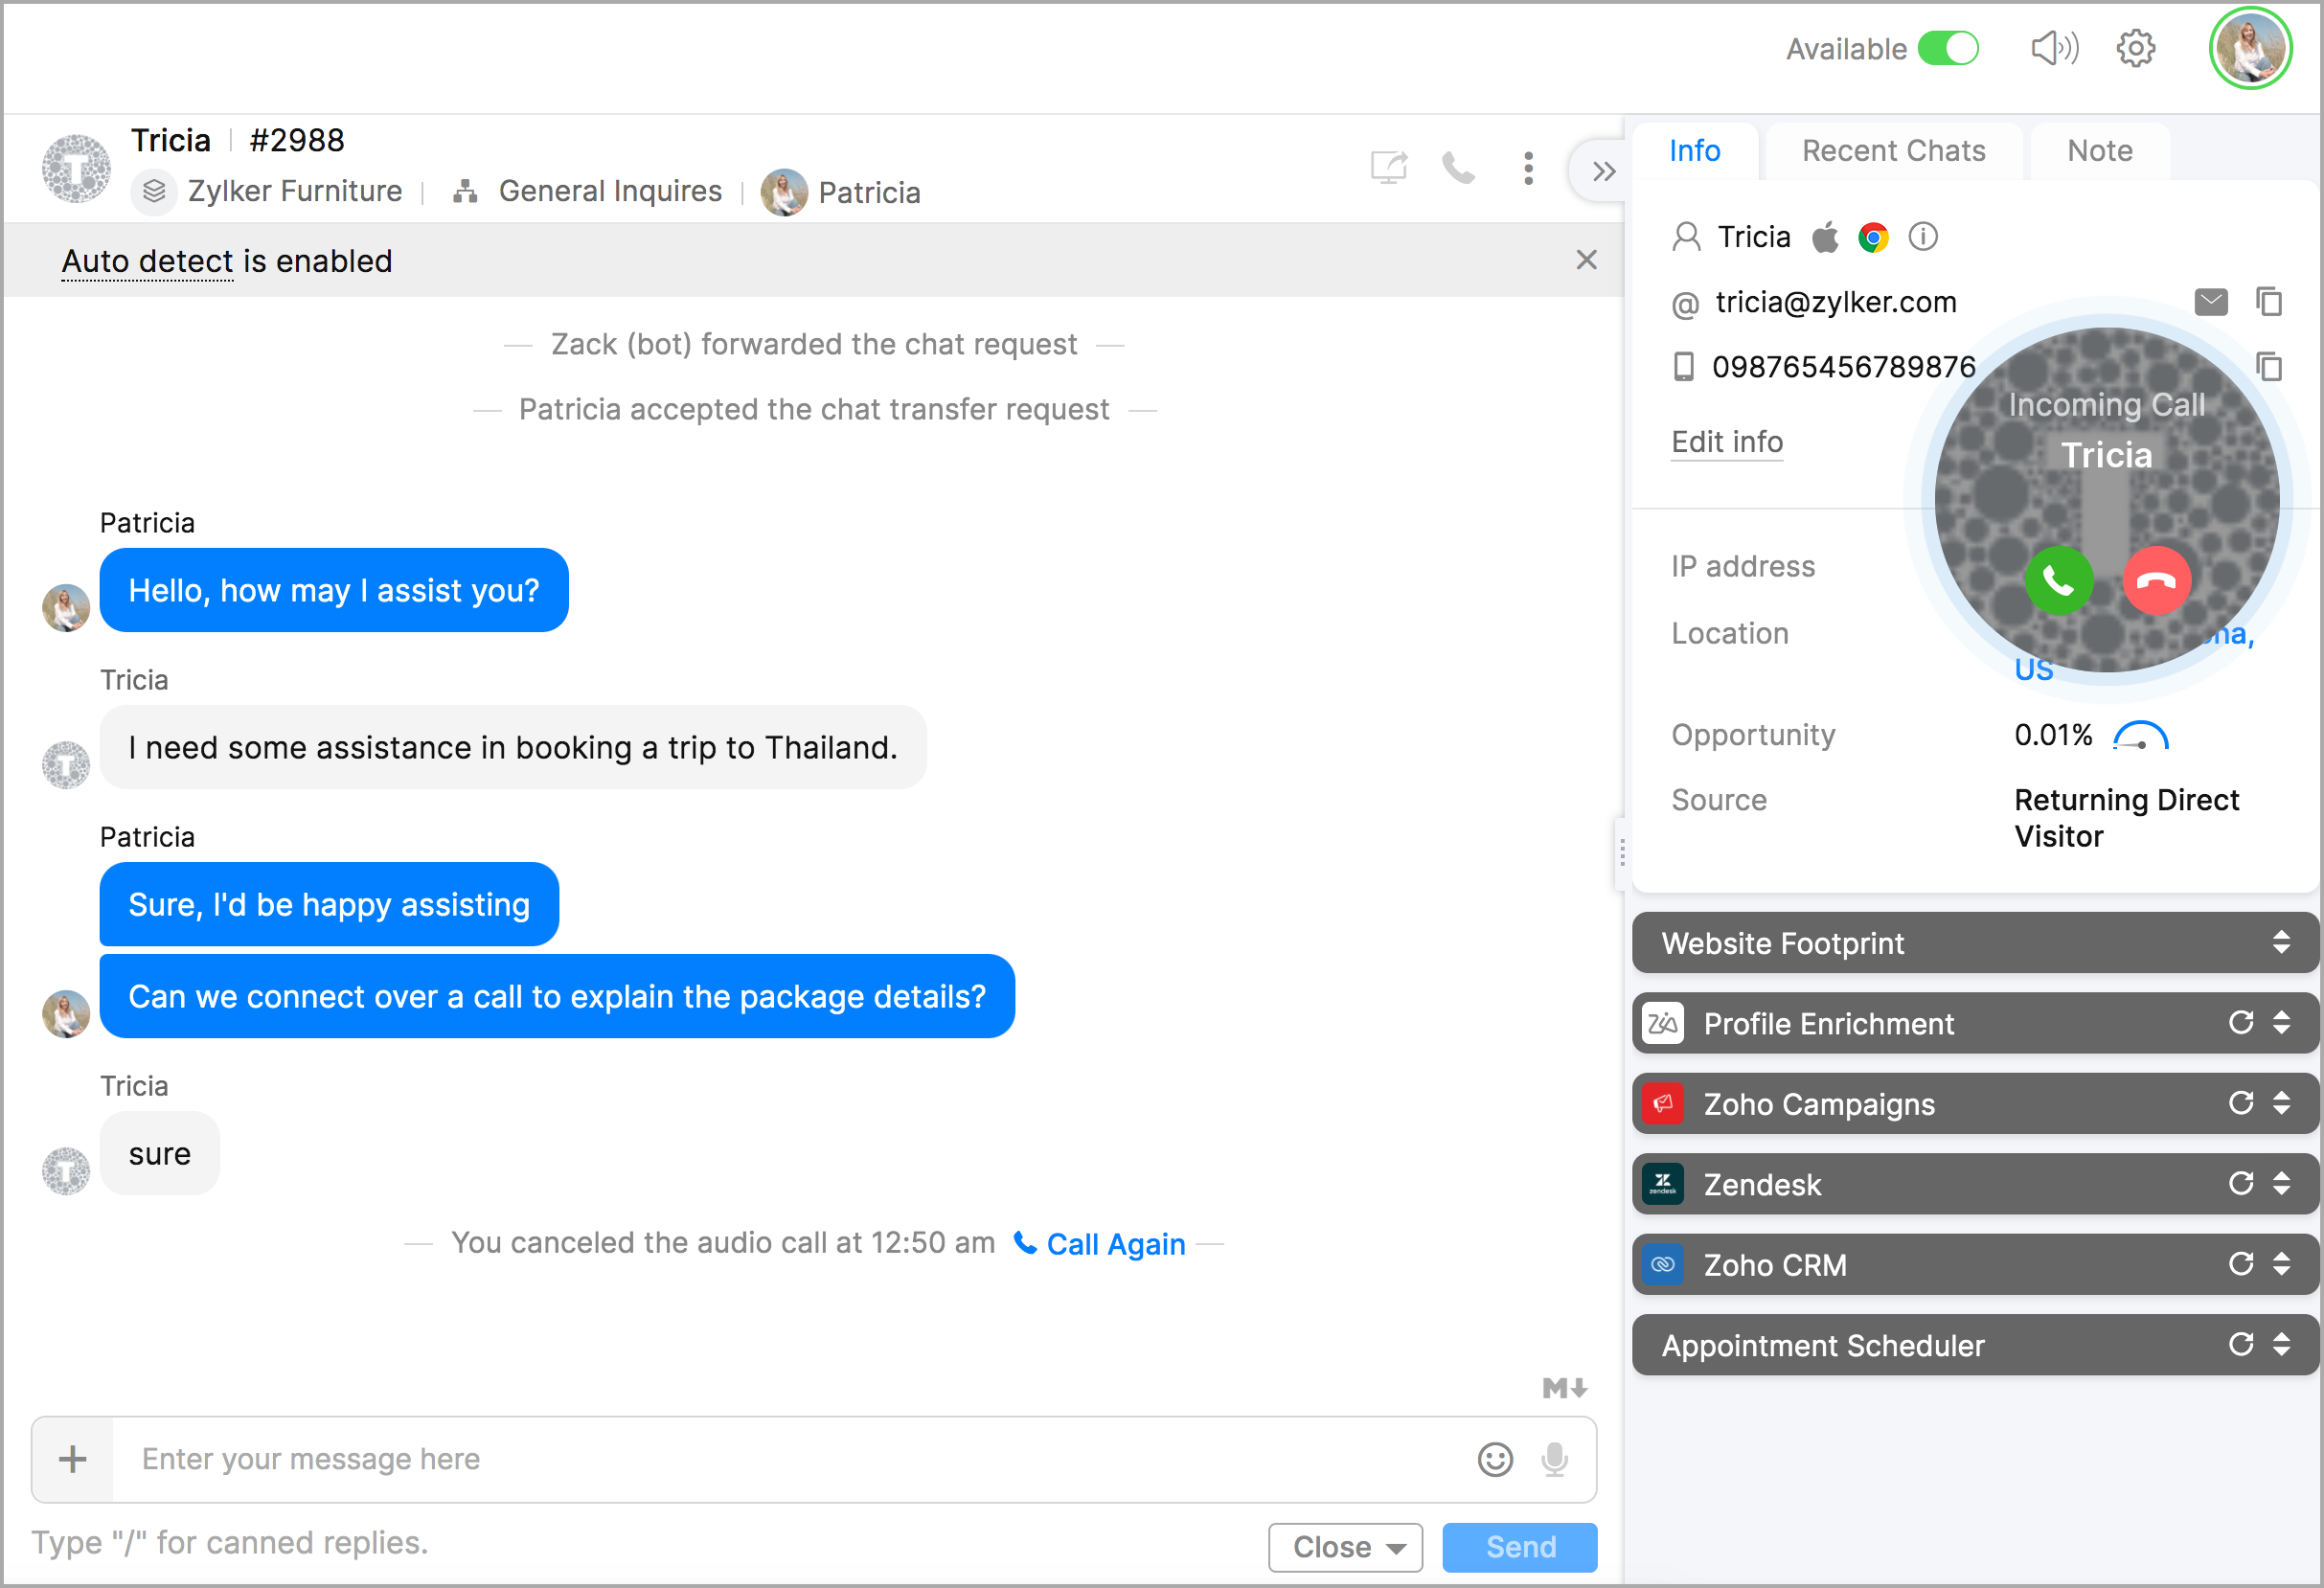 Available
Tricia #2988
Zylker Furniture General Inquires Patricia
Auto detect is enabled
Zack (bot) forwarded the chat request
Patricia accepted the chat transfer request
Patricia
Hello, how may I assist you?
Tricia
I need some assistance in booking a trip to Thailand.
Patricia
Sure, I'd be happy assisting
Can we connect over a call to explain the package details?
Tricia
T
sure
You canceled the audio call at 12:50 am Call Again
M
Enter your message here
Type "/" for canned replies.
Close
Send
Info Recent Chats Note
Tricia
@ tricia@zylker.com
098765456789876
Edit info
Incoming Call
Tricia
IP address
Location
US
Opportunity 0.01%
Source Returning Direct
Visitor
Website Footprint
Profile Enrichment
Zoho Campaigns
zendesk
Zendesk
Zoho CRM
Appointment Scheduler